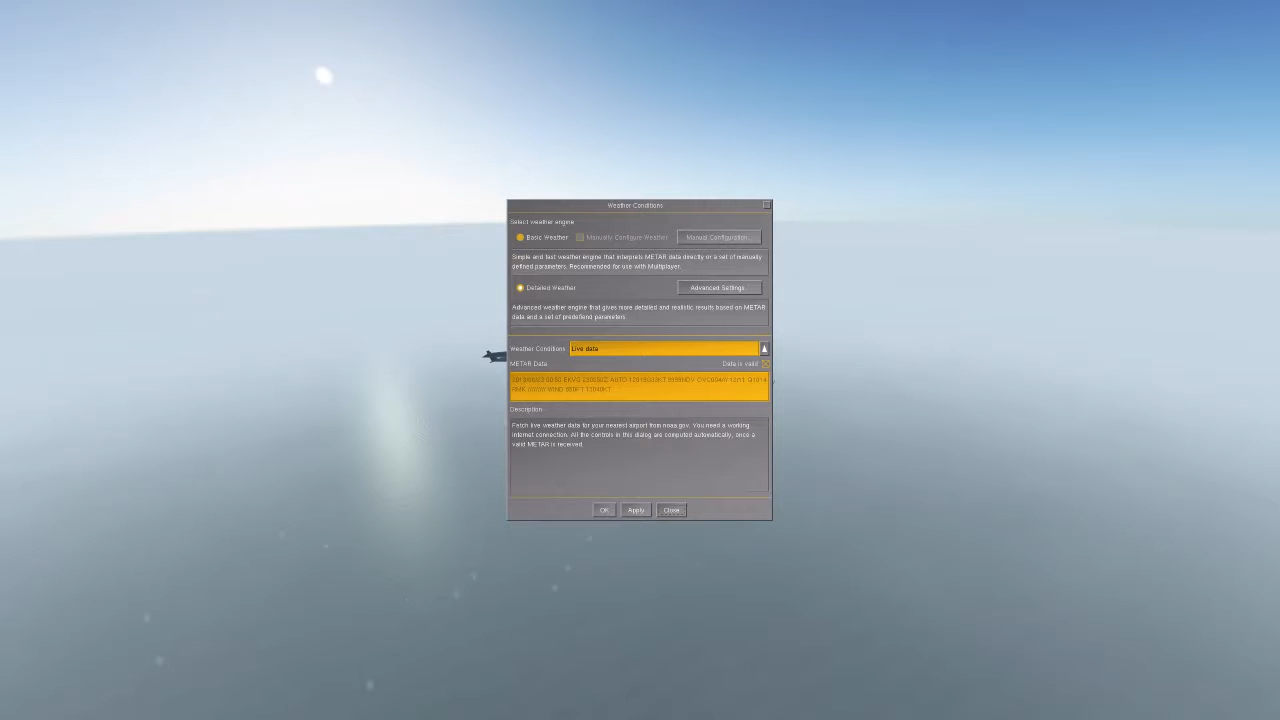 Weather Conditions
Select weather engine
Basic Weather Manually Configure Weather Manual Configuration...
Simple and fast weather engine that interprets METAR data directly or a set of manually
defined parameters. Recommended for use with Multiplayer.
Detailed Weather Advanced Settings...
Advanced weather engine that gives more detailed and realistic results based on METAR
data and a set of predefiend parameters.
Weather Conditions Live data
METAR Data Data is valid
AUTO
WIND
Description
Fetch live weather data for your nearest airport from noaa.gov. You need a working
internet connection. All the controls in this dialog are computed automatically, once a
valid METAR is received.
OK Apply Close